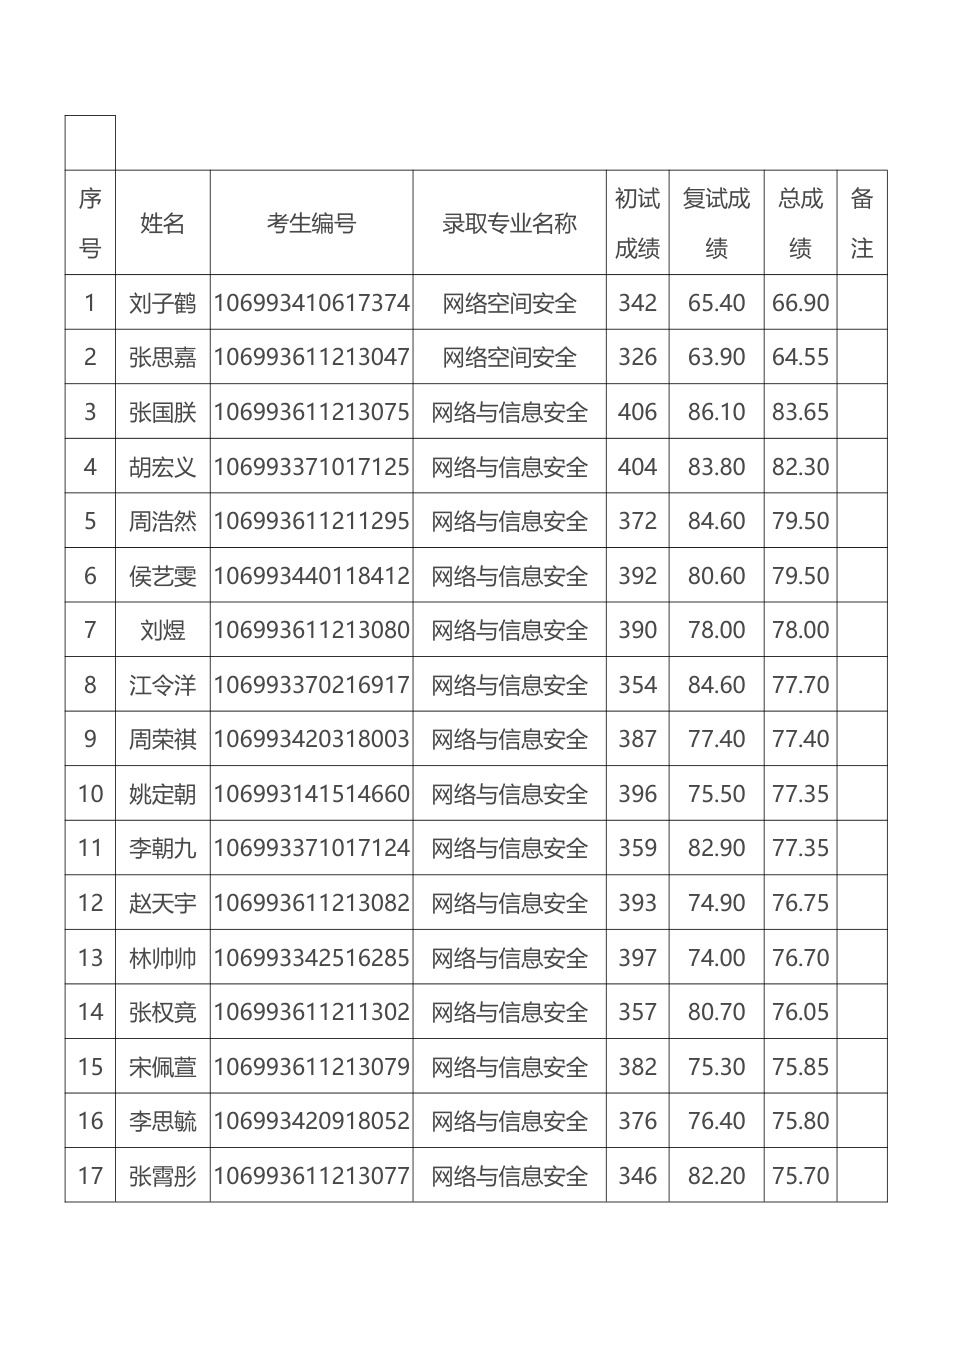 序号 姓名 考生编号 录取专业名称 初试成绩 复试成绩 总成绩 备注
1 刘子鹤 106993410617374 网络空间安全 342 65.40 66.90
2 张思嘉 106993611213047 网络空间安全 326 63.90 64.55
3 张国朕 106993611213075 网络与信息安全 406 86.10 83.65
4 胡宏义 106993371017125 网络与信息安全 404 83.80 82.30
5 周浩然 106993611211295 网络与信息安全 372 84.60 79.50
6 侯艺雯 106993440118412 网络与信息安全 392 80.60 79.50
7 刘煜 106993611213080 网络与信息安全 390 78.00 78.00
8 江令洋 106993370216917 网络与信息安全 354 84.60 77.70
9 周荣祺 106993420318003 网络与信息安全 387 77.40 77.40
10 姚定朝 106993141514660 网络与信息安全 396 75.50 77.35
11 李朝九 106993371017124 网络与信息安全 359 82.90 77.35
12 赵天宇 106993611213082 网络与信息安全 393 74.90 76.75
13 林帅帅 106993342516285 网络与信息安全 397 74.00 76.70
14 张权竟 106993611211302 网络与信息安全 357 80.70 76.05
15 宋佩萱 106993611213079 网络与信息安全 382 75.30 75.85
16 李思毓 106993420918052 网络与信息安全 376 76.40 75.80
17 张霄彤 106993611213077 网络与信息安全 346 82.20 75.70